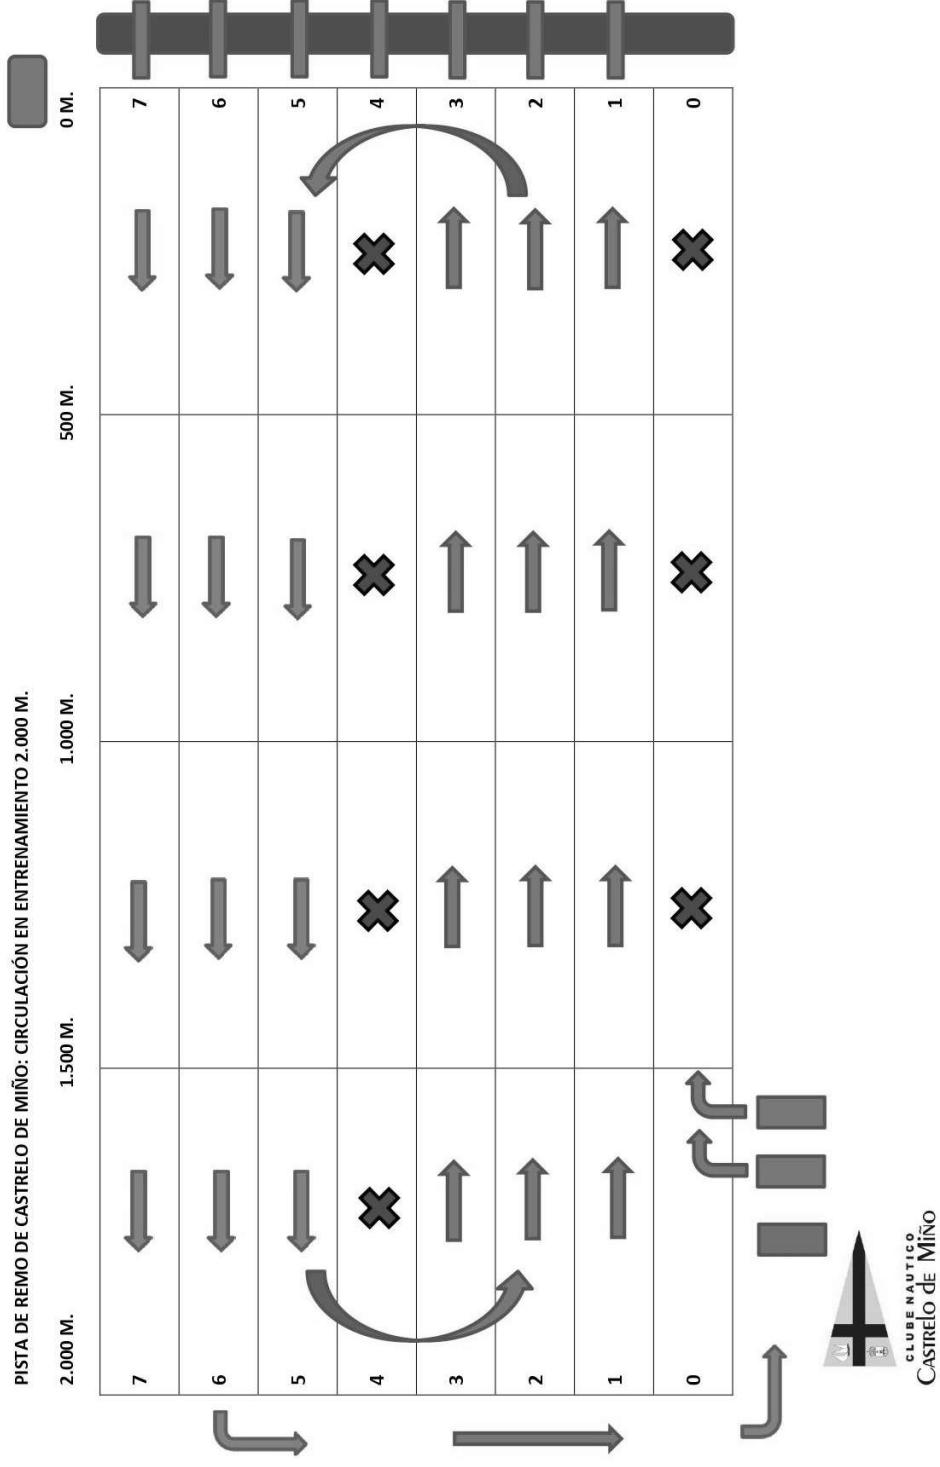 PISTA DE REMO DE CASTRELO DE MIÑO: CIRCULACIÓN EN ENTRENAMIENTO 2.000 M.
2.000 M. 1.500 M. 1.000 M. 500 M. 0 M.
7 7
6 6
5 5
4 4
3 3
2 2
1 1
0 0
CLUBE NAUTICO
CASTRELO DE MIÑO